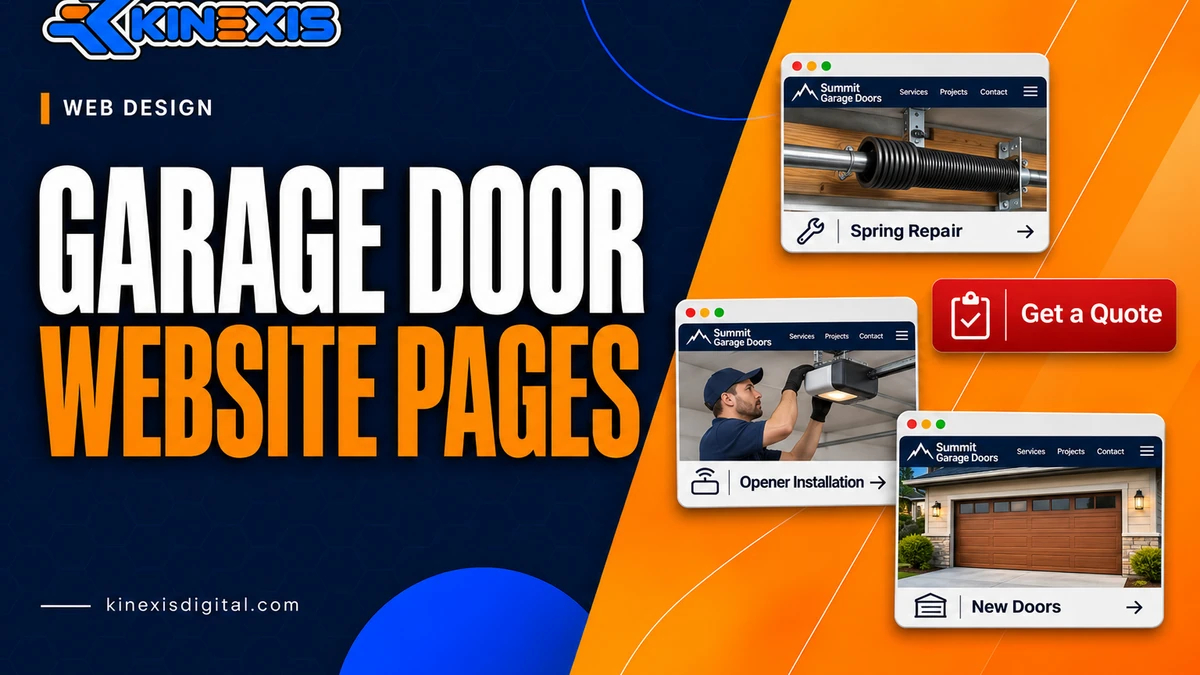 KINEXIS
WEB DESIGN
GARAGE DOOR
WEBSITE PAGES
kinexisdigital.com
Summit
Garage Doors
Services Projects Contact
Spring Repair
Get a Quote
Summit
Garage Doors
Services Projects Contact
Opener Installation
Summit
Garage Doors
Services Projects Contact
New Doors